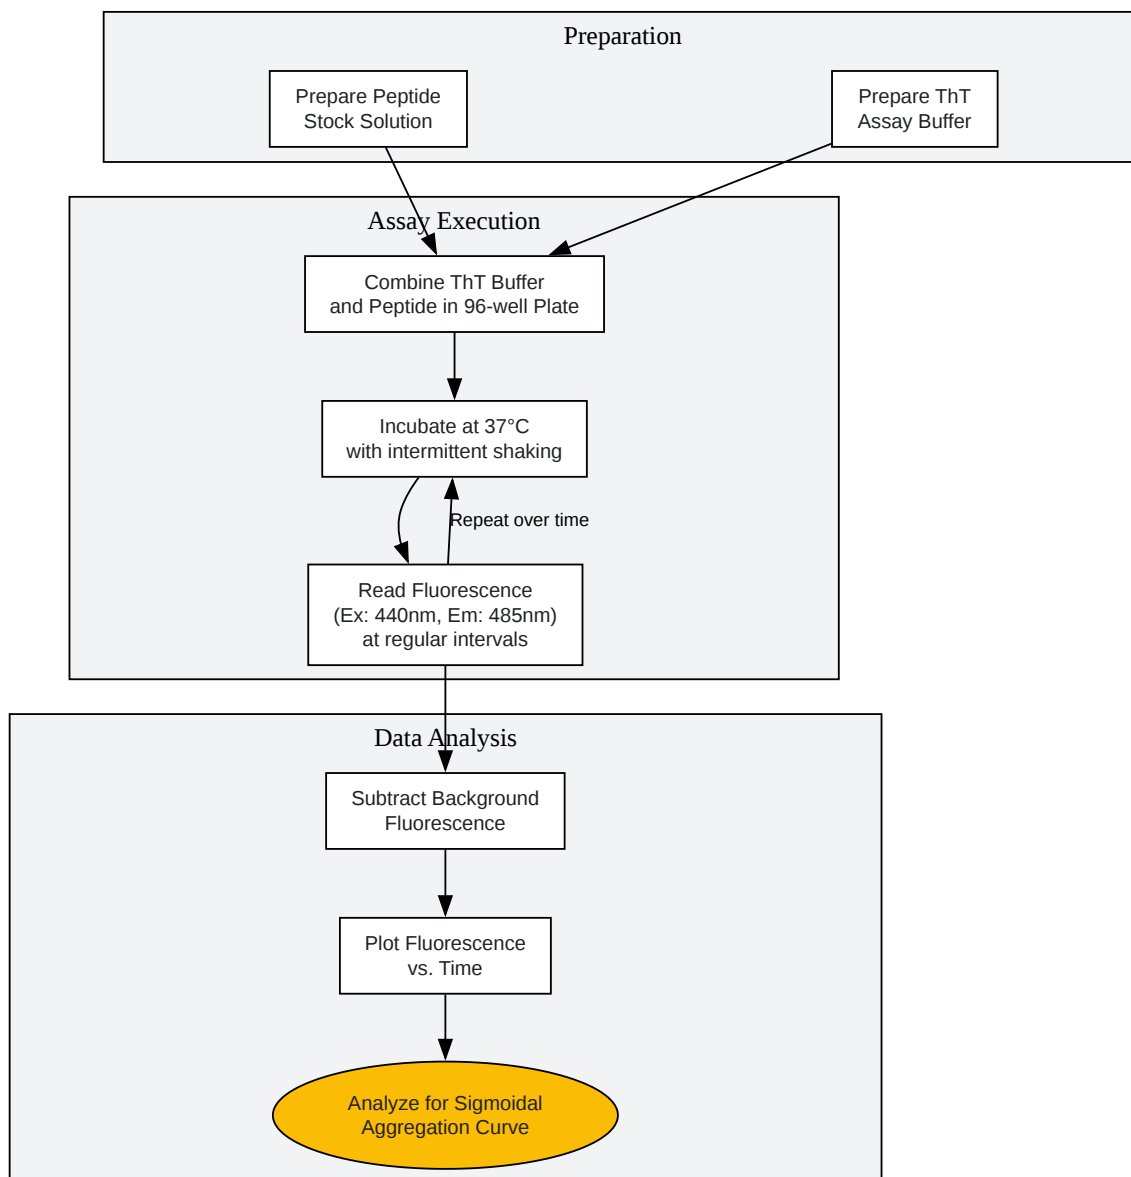 Preparation
Prepare Peptide
Stock Solution
Prepare ThT
Assay Buffer
Assay Execution
Combine ThT Buffer
and Peptide in 96-well Plate
Incubate at 37°C
with intermittent shaking
Repeat over time
Read Fluorescence
(Ex: 440nm, Em: 485nm)
at regular intervals
Data Analysis
Subtract Background
Fluorescence
Plot Fluorescence
vs. Time
Analyze for Sigmoidal
Aggregation Curve